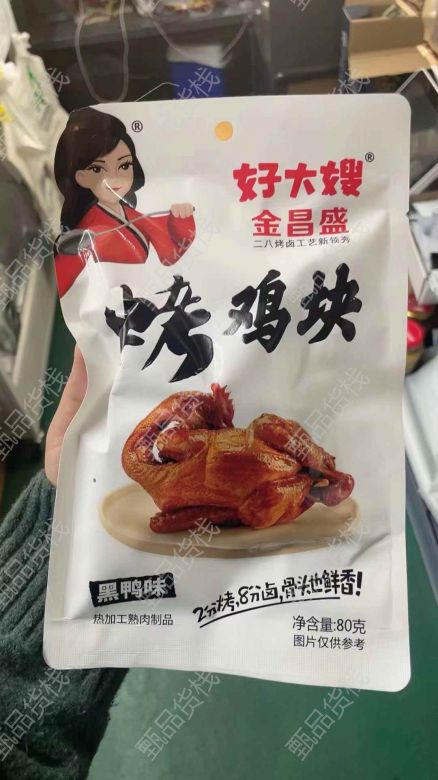 ®
好大嫂®
金昌盛
二八烤卤工艺新领秀
烤鸡块
黑鸭味
热加工熟肉制品
2分烤,8分卤,骨头也鲜香!
净含量:80克
图片仅供参考
甄品货栈